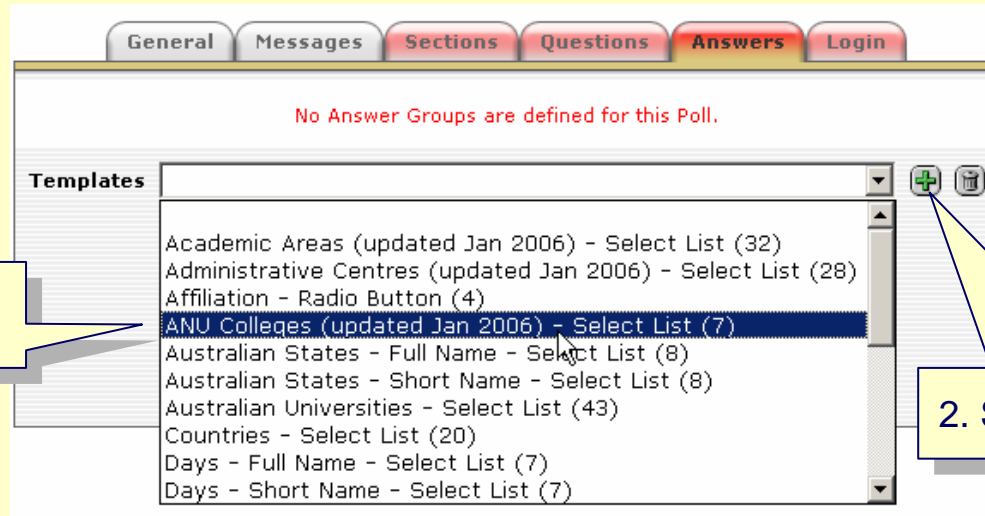 General Messages Sections Questions Answers Login
No Answer Groups are defined for this Poll.
Templates
Academic Areas (updated Jan 2006) - Select List (32)
Administrative Centres (updated Jan 2006) - Select List (28)
Affiliation - Radio Button (4)
ANU Colleges (updated Jan 2006) - Select List (7)
Australian States - Full Name - Select List (8)
Australian States - Short Name - Select List (8)
Australian Universities - Select List (43)
Countries - Select List (20)
Days - Full Name - Select List (7)
Days - Short Name - Select List (7)
2.